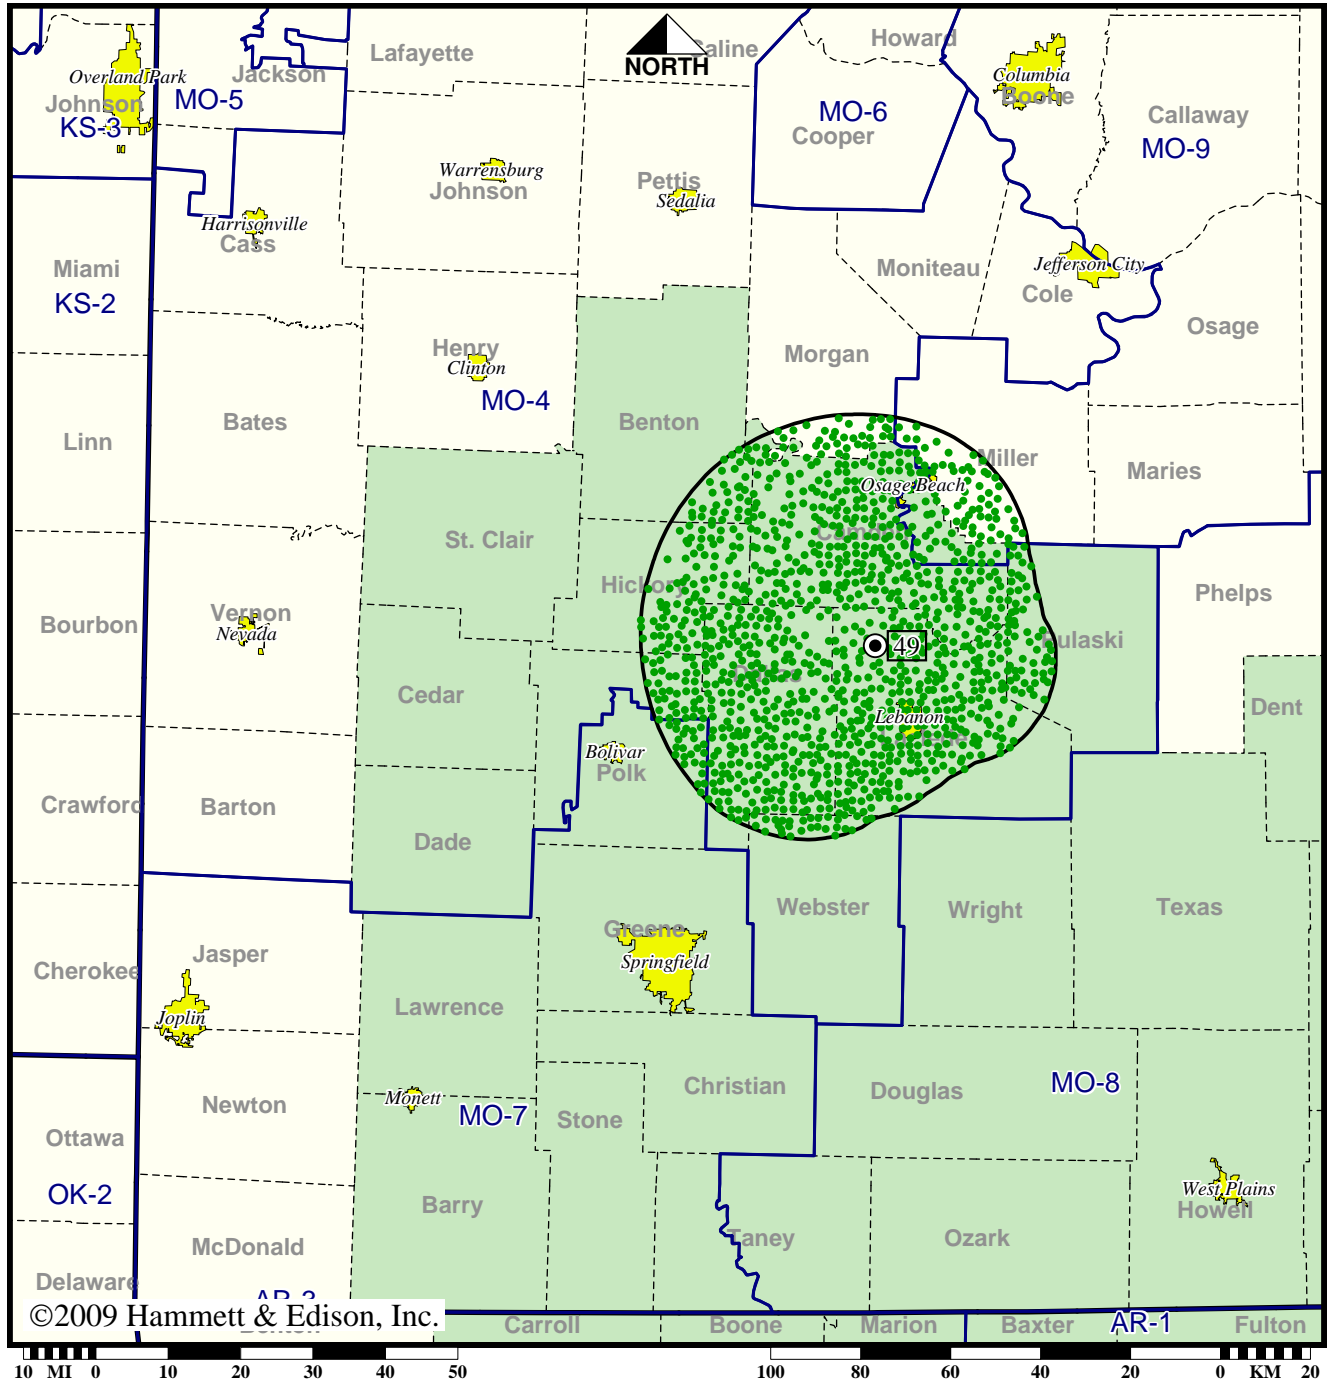 Lafayette
Saline
Howard
NORTH
Overland Park
Jackson
Columbia
Johnson
MO-5
Boone
KS-3
MO-6
Cooper
Callaway
MO-9
Warrensburg
Johnson
Pettis
Sedalia
Harrisonville
Cass
Miami
KS-2
Moniteau
Jefferson City
Cole
Osage
Henry
Clinton
MO-4
Morgan
Bates
Benton
Linn
Miller
Maries
Osage Beach
St. Clair
Camden
Hickory
Phelps
Bourbon
Vernon
Nevada
49
Pulaski
Cedar
Dallas
Dent
Lebanon
Laclede
Bolivar
Polk
Crawford
Barton
Dade
Webster
Wright
Texas
Greene
Springfield
Jasper
Cherokee
Lawrence
Joplin
Christian
Douglas
MO-8
Newton
Monett
MO-7
Stone
Ottawa
OK-2
Barry
West Plains
Howell
McDonald
Taney
Ozark
Delaware
AR-3
©2009 Hammett & Edison, Inc.
Benton
Carroll
Boone
Marion
Baxter
AR-1
Fulton
10 MI 0 20 30 40 50
100 80 60 40 20 0 KM 20